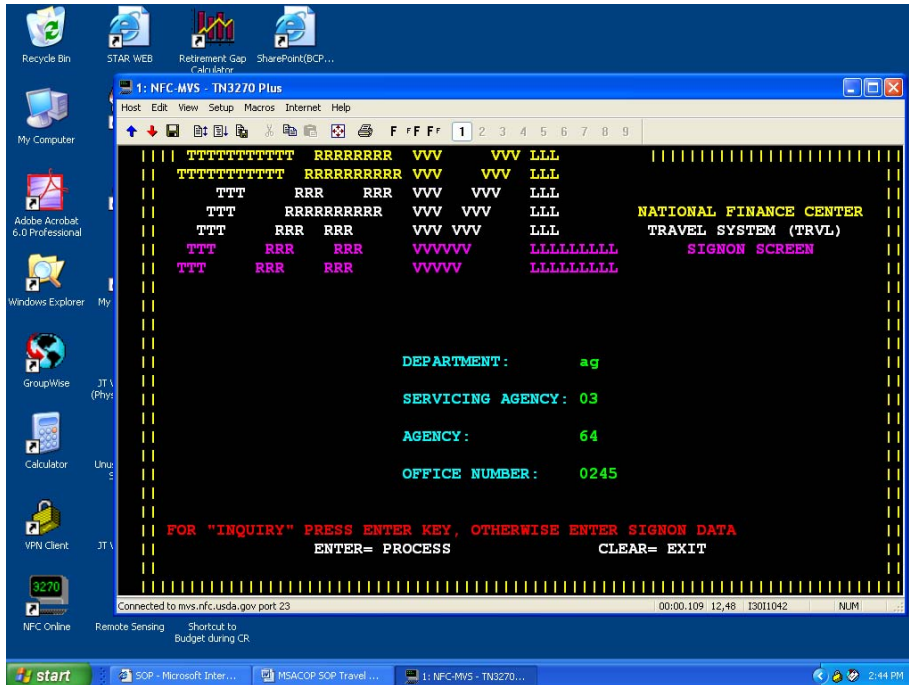 Recycle Bin
STAR WEB
Retirement Gap Calculator
SharePoint(BCP...
1: NFC-MVS - TN3270 Plus
Host Edit View Setup Macros Internet Help
1 2 3 4 5 6 7 8 9
My Computer
Adobe Acrobat 6.0 Professional
Windows Explorer
My
GroupWise
JT V
(Phys
Calculator
Unus
S
VPN Client
JT V
3270
NFC Online
Remote Sensing
Shortcut to Budget during CR
TTTTTTTTTTT RRRRRRRR VVV VVV LLL
TTTTTTTTTTT RRRRRRRRRR VVV VVV LLL
TTT RRR RRR VVV VVV LLL
TTT RRRRRRRRRR VVV VVV LLL NATIONAL FINANCE CENTER
TTT RRR RRR VVV VVV LLL TRAVEL SYSTEM (TRVL)
TTT RRR RRR VVVVVV LLLLLLLLL SIGNON SCREEN
TTT RRR RRR VVVVV LLLLLLLLL
DEPARTMENT: ag
SERVICING AGENCY: 03
AGENCY: 64
OFFICE NUMBER: 0245
FOR "INQUIRY" PRESS ENTER KEY, OTHERWISE ENTER SIGNON DATA
ENTER= PROCESS CLEAR= EXIT
Connected to mvs.nfc.usda.gov port 23 00:00.109 12,48 I30I1042 NUM
start
SOP - Microsoft Inter...
MSACOP SOP Travel ...
1: NFC-MVS - TN3270...
2:44 PM